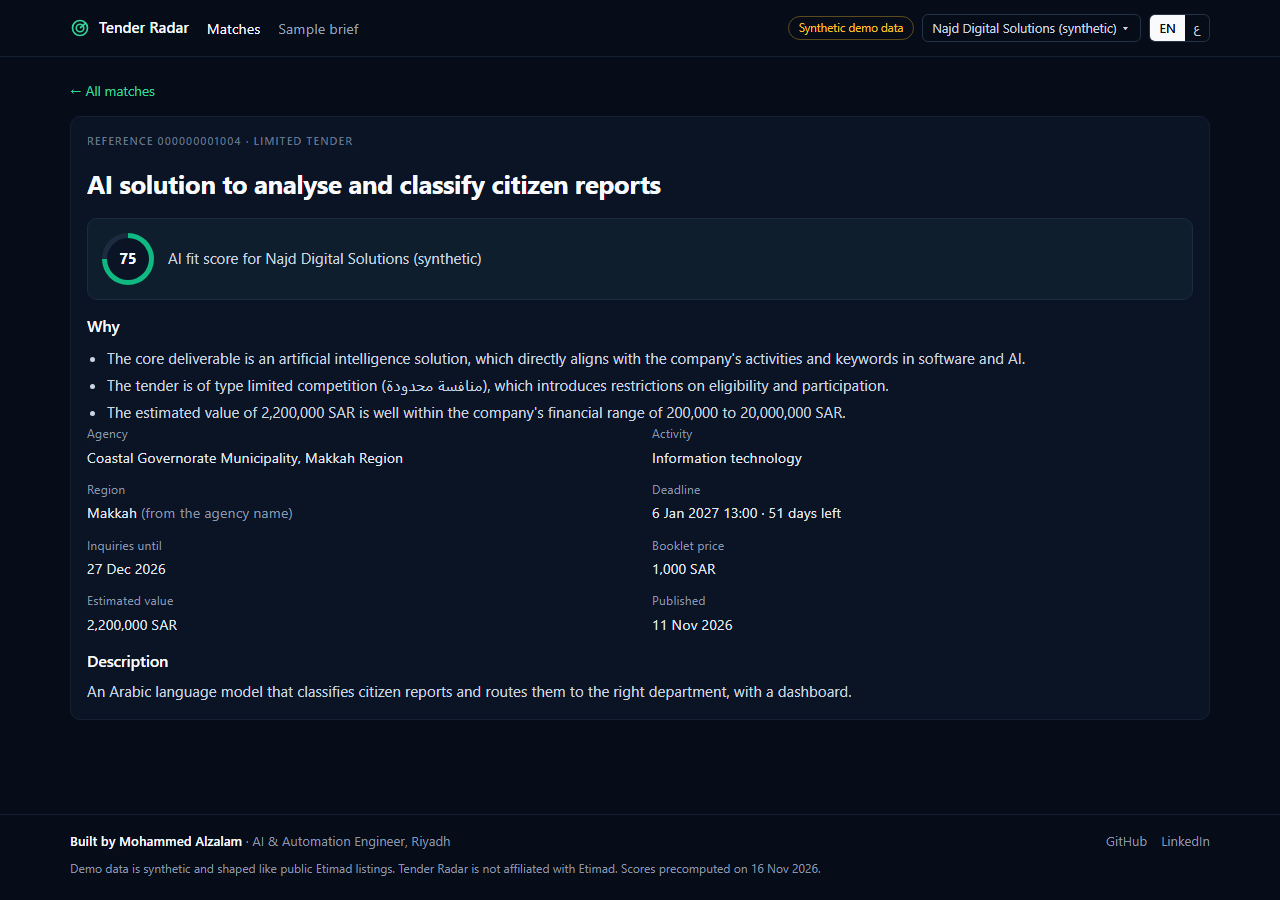 Tender Radar Matches Sample brief Synthetic demo data Najd Digital Solutions (synthetic) EN ع
← All matches
REFERENCE 000000001004 · LIMITED TENDER
AI solution to analyse and classify citizen reports
75 AI fit score for Najd Digital Solutions (synthetic)
Why
• The core deliverable is an artificial intelligence solution, which directly aligns with the company's activities and keywords in software and AI.
• The tender is of type limited competition (منافسة محدودة), which introduces restrictions on eligibility and participation.
• The estimated value of 2,200,000 SAR is well within the company's financial range of 200,000 to 20,000,000 SAR.
Agency Activity
Coastal Governorate Municipality, Makkah Region Information technology
Region Deadline
Makkah (from the agency name) 6 Jan 2027 13:00 · 51 days left
Inquiries until Booklet price
27 Dec 2026 1,000 SAR
Estimated value Published
2,200,000 SAR 11 Nov 2026
Description
An Arabic language model that classifies citizen reports and routes them to the right department, with a dashboard.
Built by Mohammed Alzalam · AI & Automation Engineer, Riyadh GitHub LinkedIn
Demo data is synthetic and shaped like public Etimad listings. Tender Radar is not affiliated with Etimad. Scores precomputed on 16 Nov 2026.